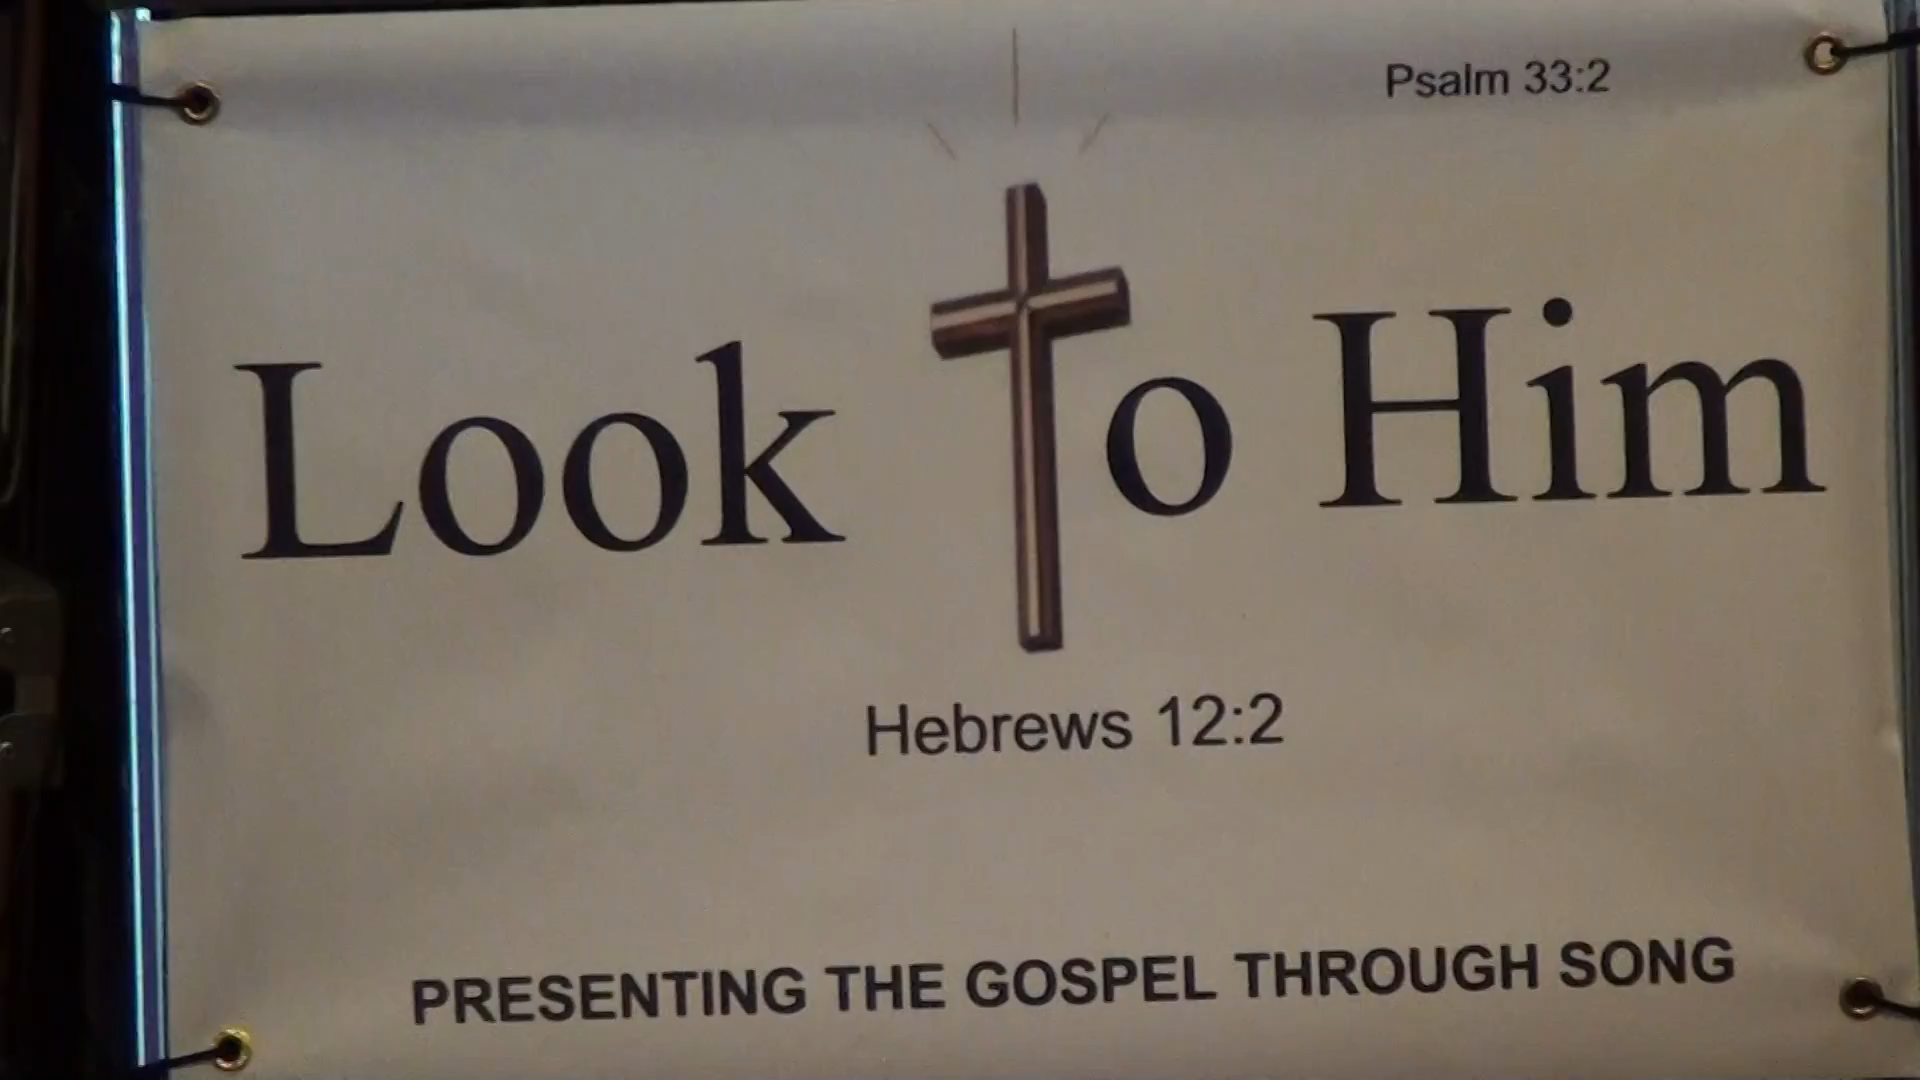 Psalm 33:2
Look to Him
Hebrews 12:2
PRESENTING THE GOSPEL THROUGH SONG